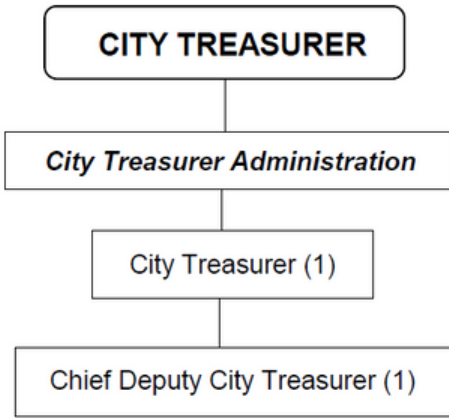 CITY TREASURER
City Treasurer Administration
City Treasurer (1)
Chief Deputy City Treasurer (1)